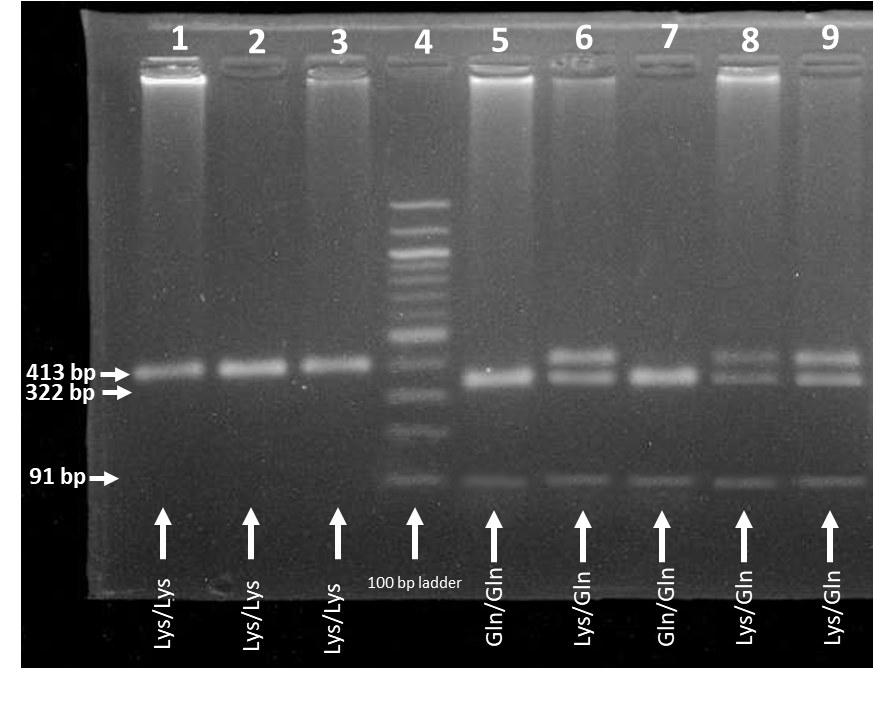 1 2 3 4 5 6 7 8 9
413 bp
322 bp
91 bp
Lys/Lys
Lys/Lys
Lys/Lys
100 bp ladder
Gln/Gln
Lys/Gln
Gln/Gln
Lys/Gln
Lys/Gln